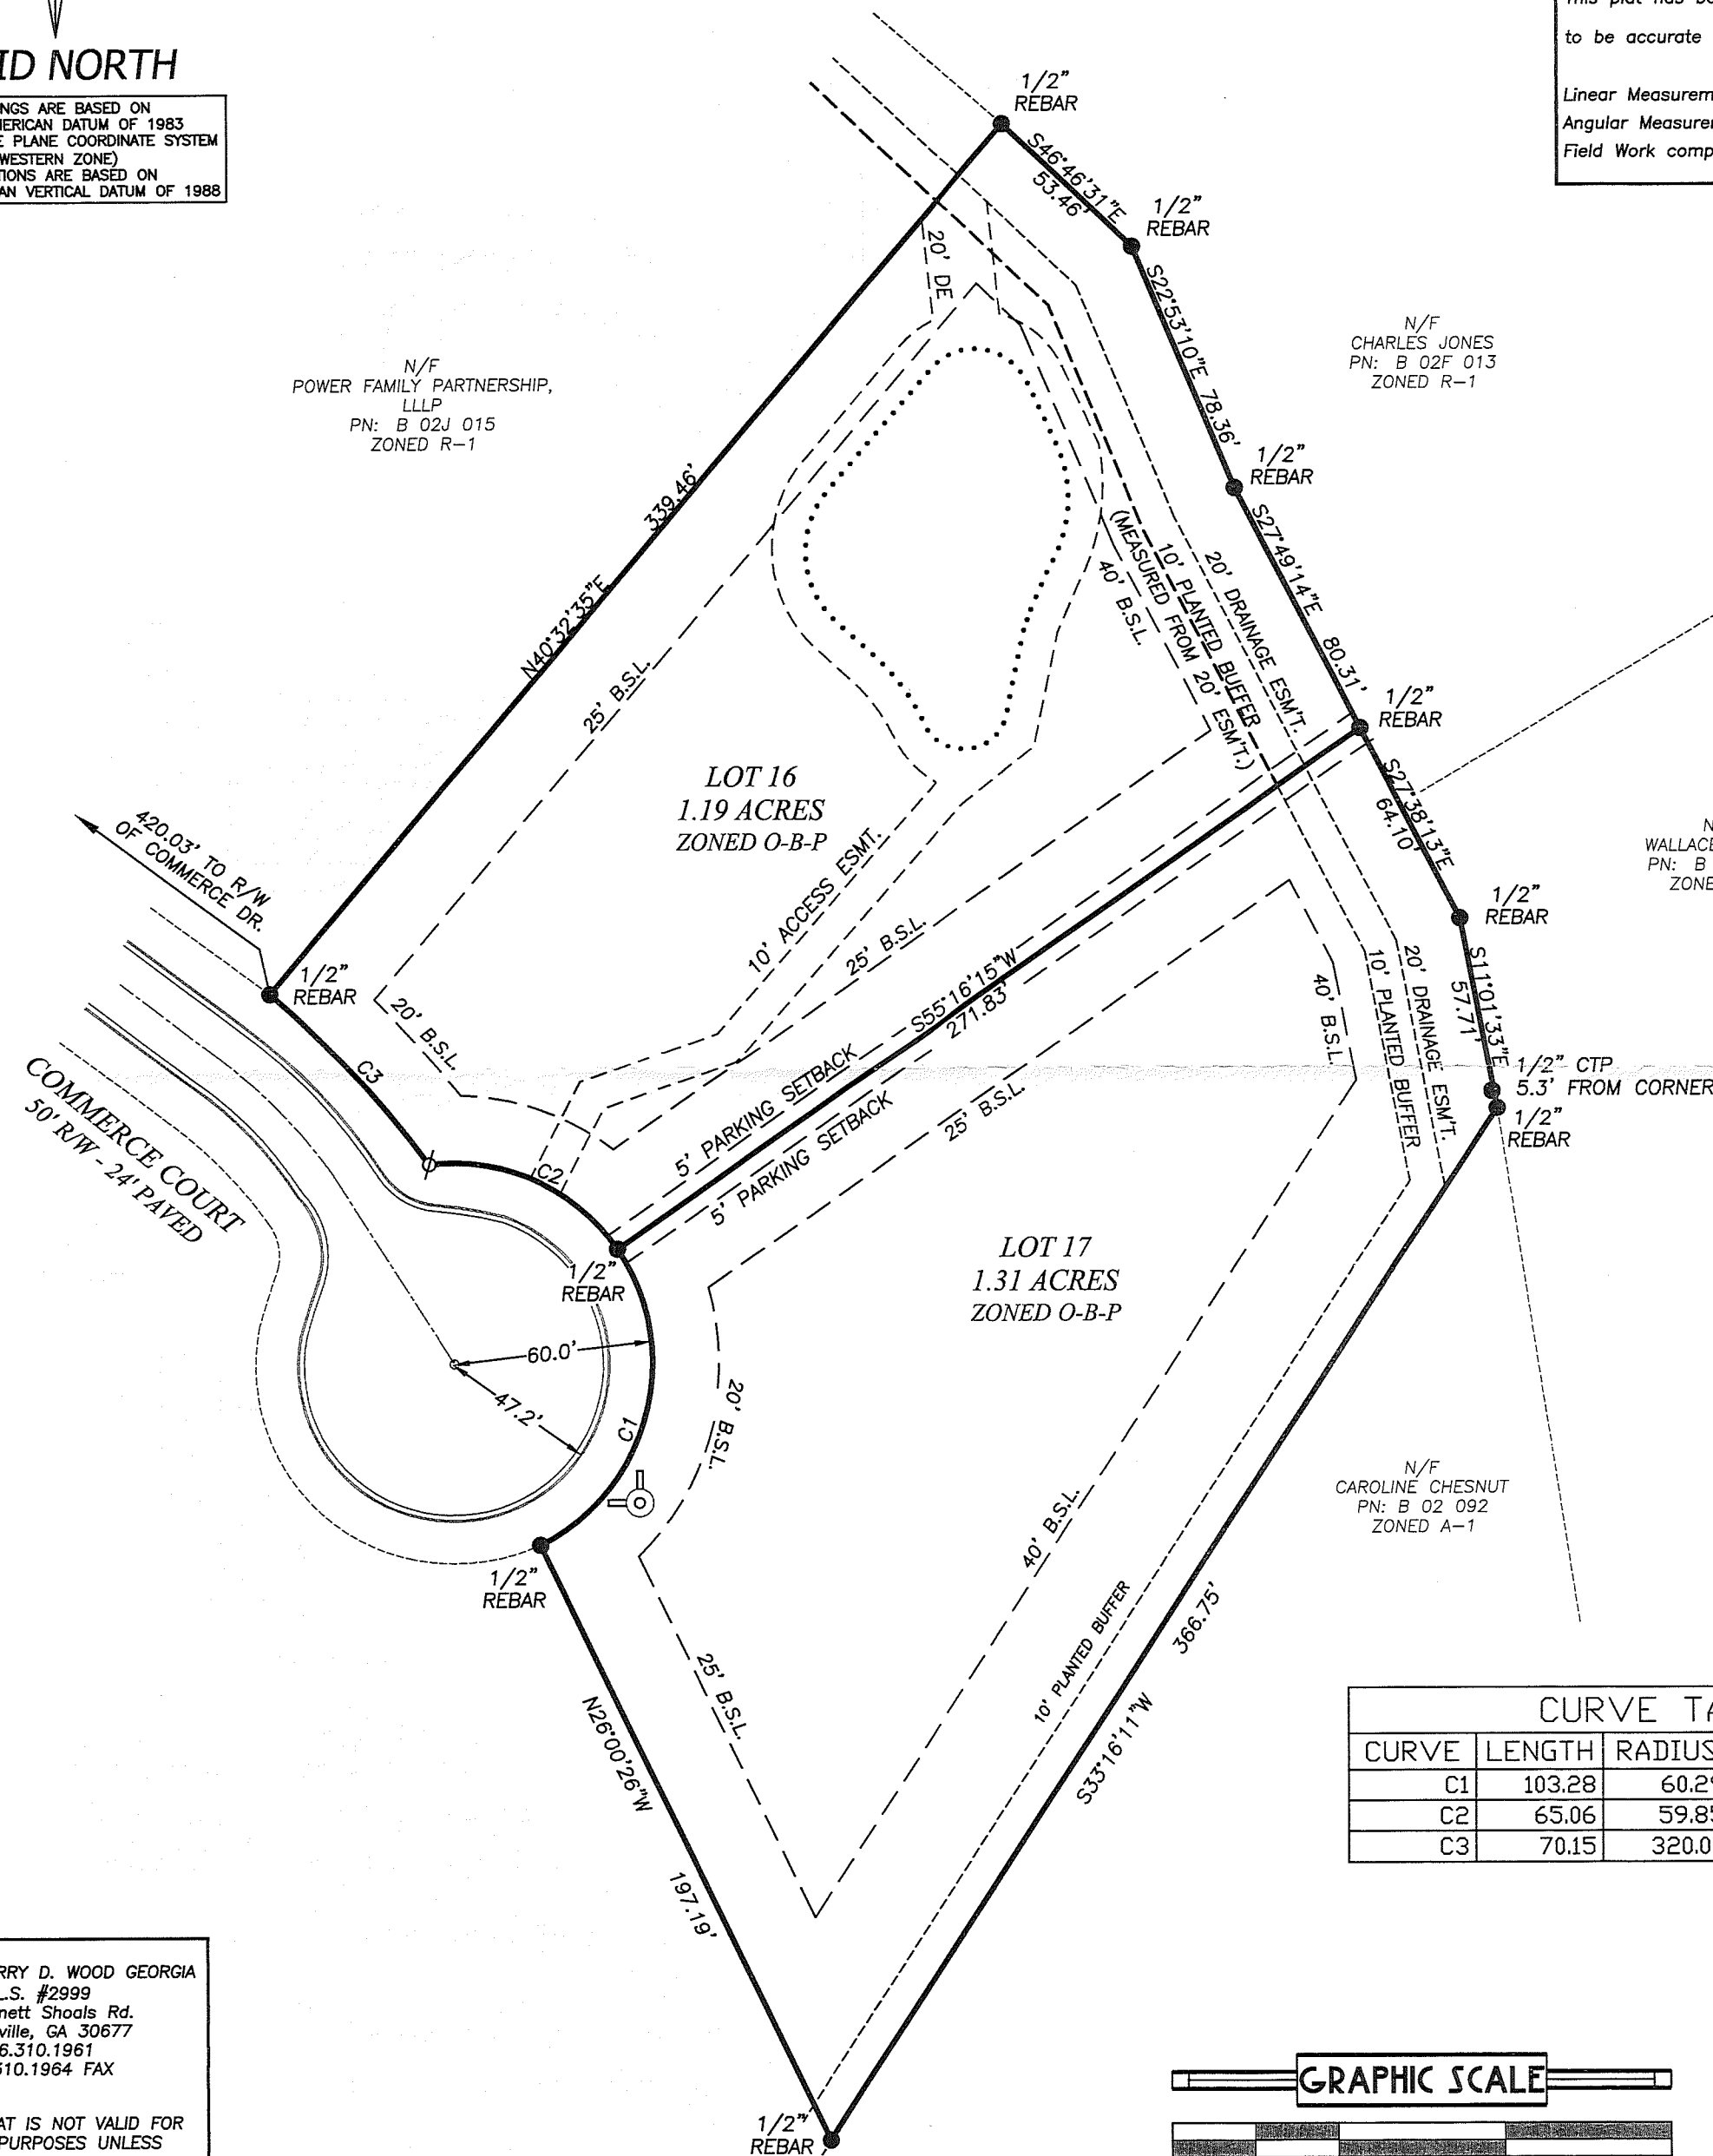 ID NORTH
NGS ARE BASED ON
MERICAN DATUM OF 1983
E PLANE COORDINATE SYSTEM
WESTERN ZONE)
TIONS ARE BASED ON
AN VERTICAL DATUM OF 1988
to be accurate
Linear Measurem
Angular Measurem
Field Work comp
1/2"
REBAR
S46°46'31"E
53.46'
1/2"
REBAR
S22°53'10"E 78.36'
20' DE
N/F
CHARLES JONES
PN: B 02F 013
ZONED R-1
N/F
POWER FAMILY PARTNERSHIP,
LLLP
PN: B 02J 015
ZONED R-1
1/2"
REBAR
S27°49'14"E 80.31'
N40°32'35"E 339.46'
25' B.S.L.
20' DRAINAGE ESM'T.
10' PLANTED BUFFER
(MEASURED FROM 20' ESM'T.)
40' B.S.L.
1/2"
REBAR
LOT 16
1.19 ACRES
ZONED O-B-P
S27°38'13"E
64.10'
420.03' TO R/W
OF COMMERCE DR.
10' ACCESS ESMT.
25' B.S.L.
N
WALLACE
PN: B
ZONE
1/2"
REBAR
1/2"
REBAR
20' B.S.L.
C3
S55°16'15"W
271.83'
S11°01'33"E
57.71'
40' B.S.L.
20' DRAINAGE ESM'T.
10' PLANTED BUFFER
1/2" CTP
5.3' FROM CORNER
1/2"
REBAR
COMMERCE COURT
50' R/W - 24' PAVED
5' PARKING SETBACK
5' PARKING SETBACK
25' B.S.L.
C2
1/2"
REBAR
LOT 17
1.31 ACRES
ZONED O-B-P
60.0'
47.2'
C1
20' B.S.L.
1/2"
REBAR
N/F
CAROLINE CHESNUT
PN: B 02 092
ZONED A-1
40' B.S.L.
10' PLANTED BUFFER
S33°16'11"W 366.75'
25' B.S.L.
N26°00'26"W 197.19'
CURVE TA
CURVE LENGTH RADIUS
C1 103.28 60.2
C2 65.06 59.8
C3 70.15 320.0
RRY D. WOOD GEORGIA
L.S. #2999
nett Shoals Rd.
ville, GA 30677
6.310.1961
310.1964 FAX
AT IS NOT VALID FOR
PURPOSES UNLESS
1/2"
REBAR
GRAPHIC SCALE